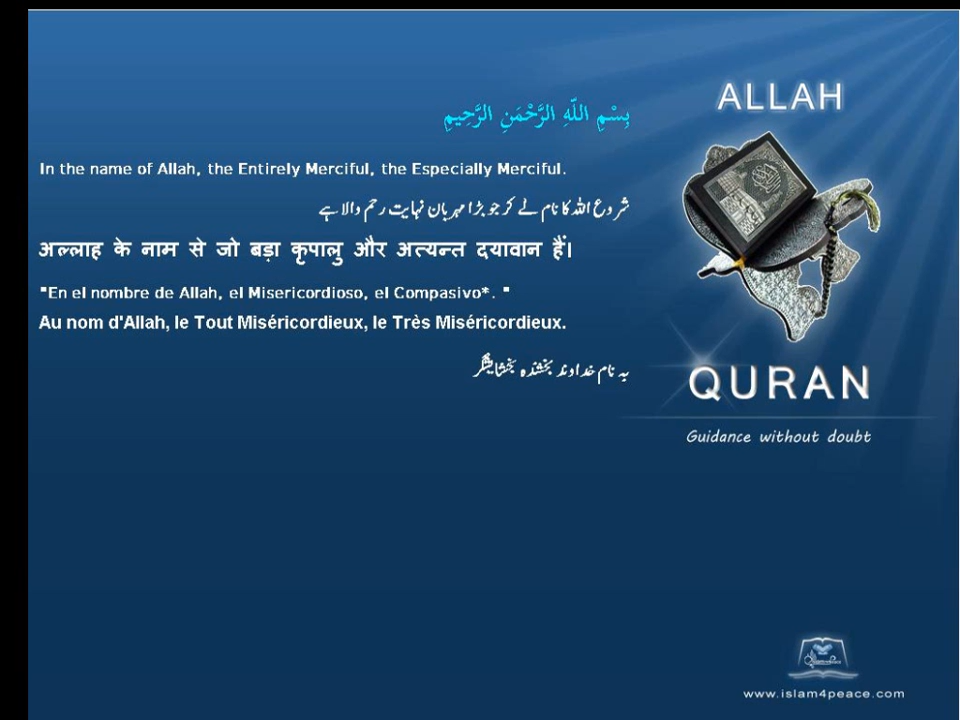 بِسْمِ اللَّهِ الرَّحْمَنِ الرَّحِيمِ
In the name of Allah, the Entirely Merciful, the Especially Merciful.
شروع اللہ کا نام لے کر جو بڑا مہربان نہایت رحم والا ہے
अल्लाह के नाम से जो बड़ा कृपालु और अत्यन्त दयावान हैं।
"En el nombre de Allah, el Misericordioso, el Compasivo*. "
Au nom d'Allah, le Tout Miséricordieux, le Très Miséricordieux.
به نام خداوند بخشنده بخشایشگر
ALLAH
QURAN
Guidance without doubt
www.islam4peace.com